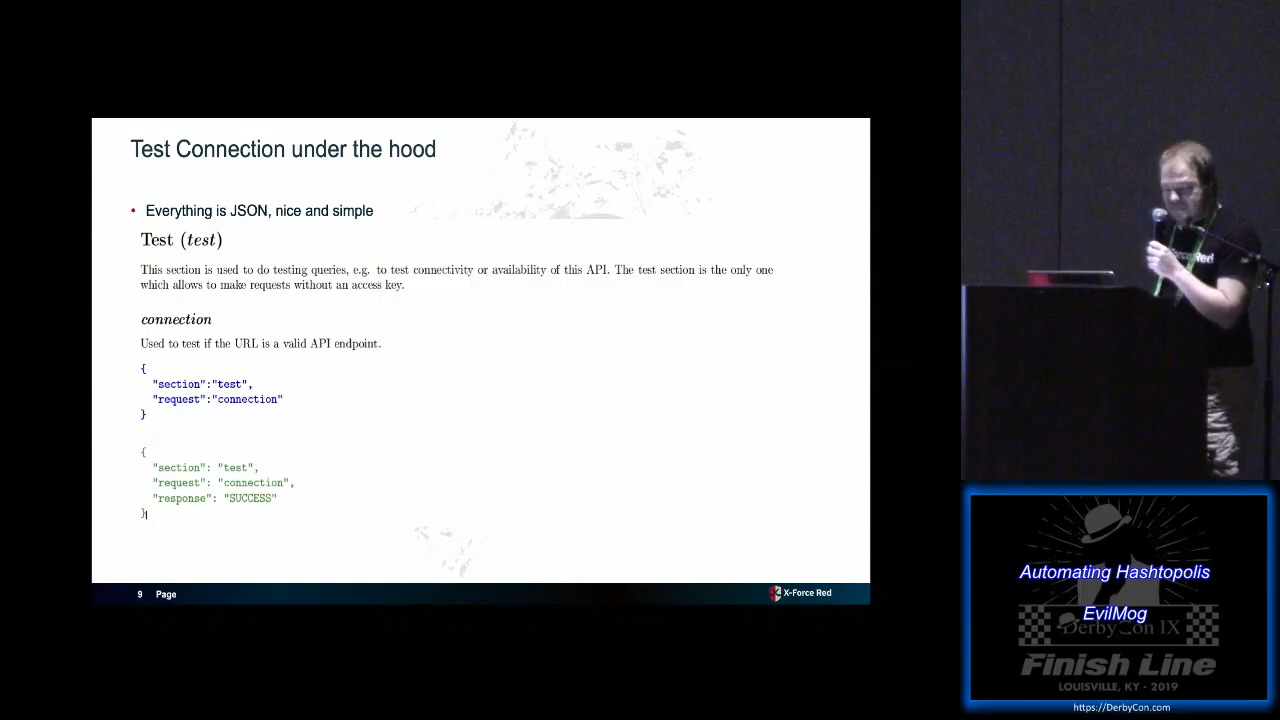 Test Connection under the hood
• Everything is JSON, nice and simple
Test (test)
This section is used to do testing queries, e.g. to test connectivity or availability of this API. The test section is the only one
which allows to make requests without an access key.
connection
Used to test if the URL is a valid API endpoint.
{
"section":"test",
"request":"connection"
}
{
"section": "test",
"request": "connection",
"response": "SUCCESS"
}
9 Page
X-Force Red
Automating Hashtopolis
EvilMog
DerbyCon IX
Finish Line
LOUISVILLE, KY - 2019
https://DerbyCon.com